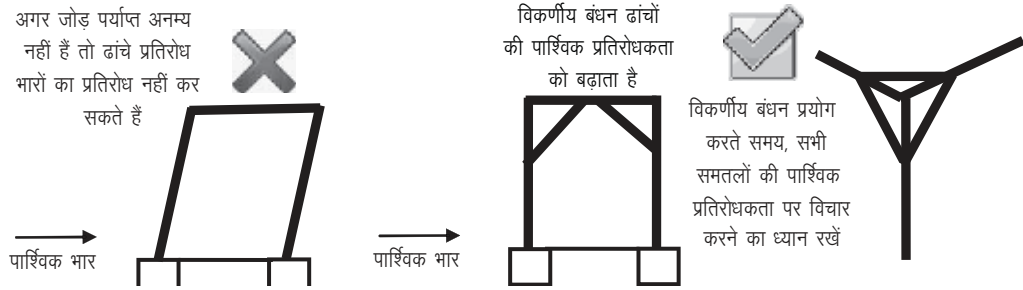 अगर जोड़ पर्याप्त अनम्य
नहीं हैं तो ढांचे प्रतिरोध
भारों का प्रतिरोध नहीं कर
सकते हैं
पार्श्विक भार
विकर्णीय बंधन ढांचों
की पार्श्विक प्रतिरोधकता
को बढ़ाता है
पार्श्विक भार
विकर्णीय बंधन प्रयोग
करते समय, सभी
समतलों की पार्श्विक
प्रतिरोधकता पर विचार
करने का ध्यान रखें